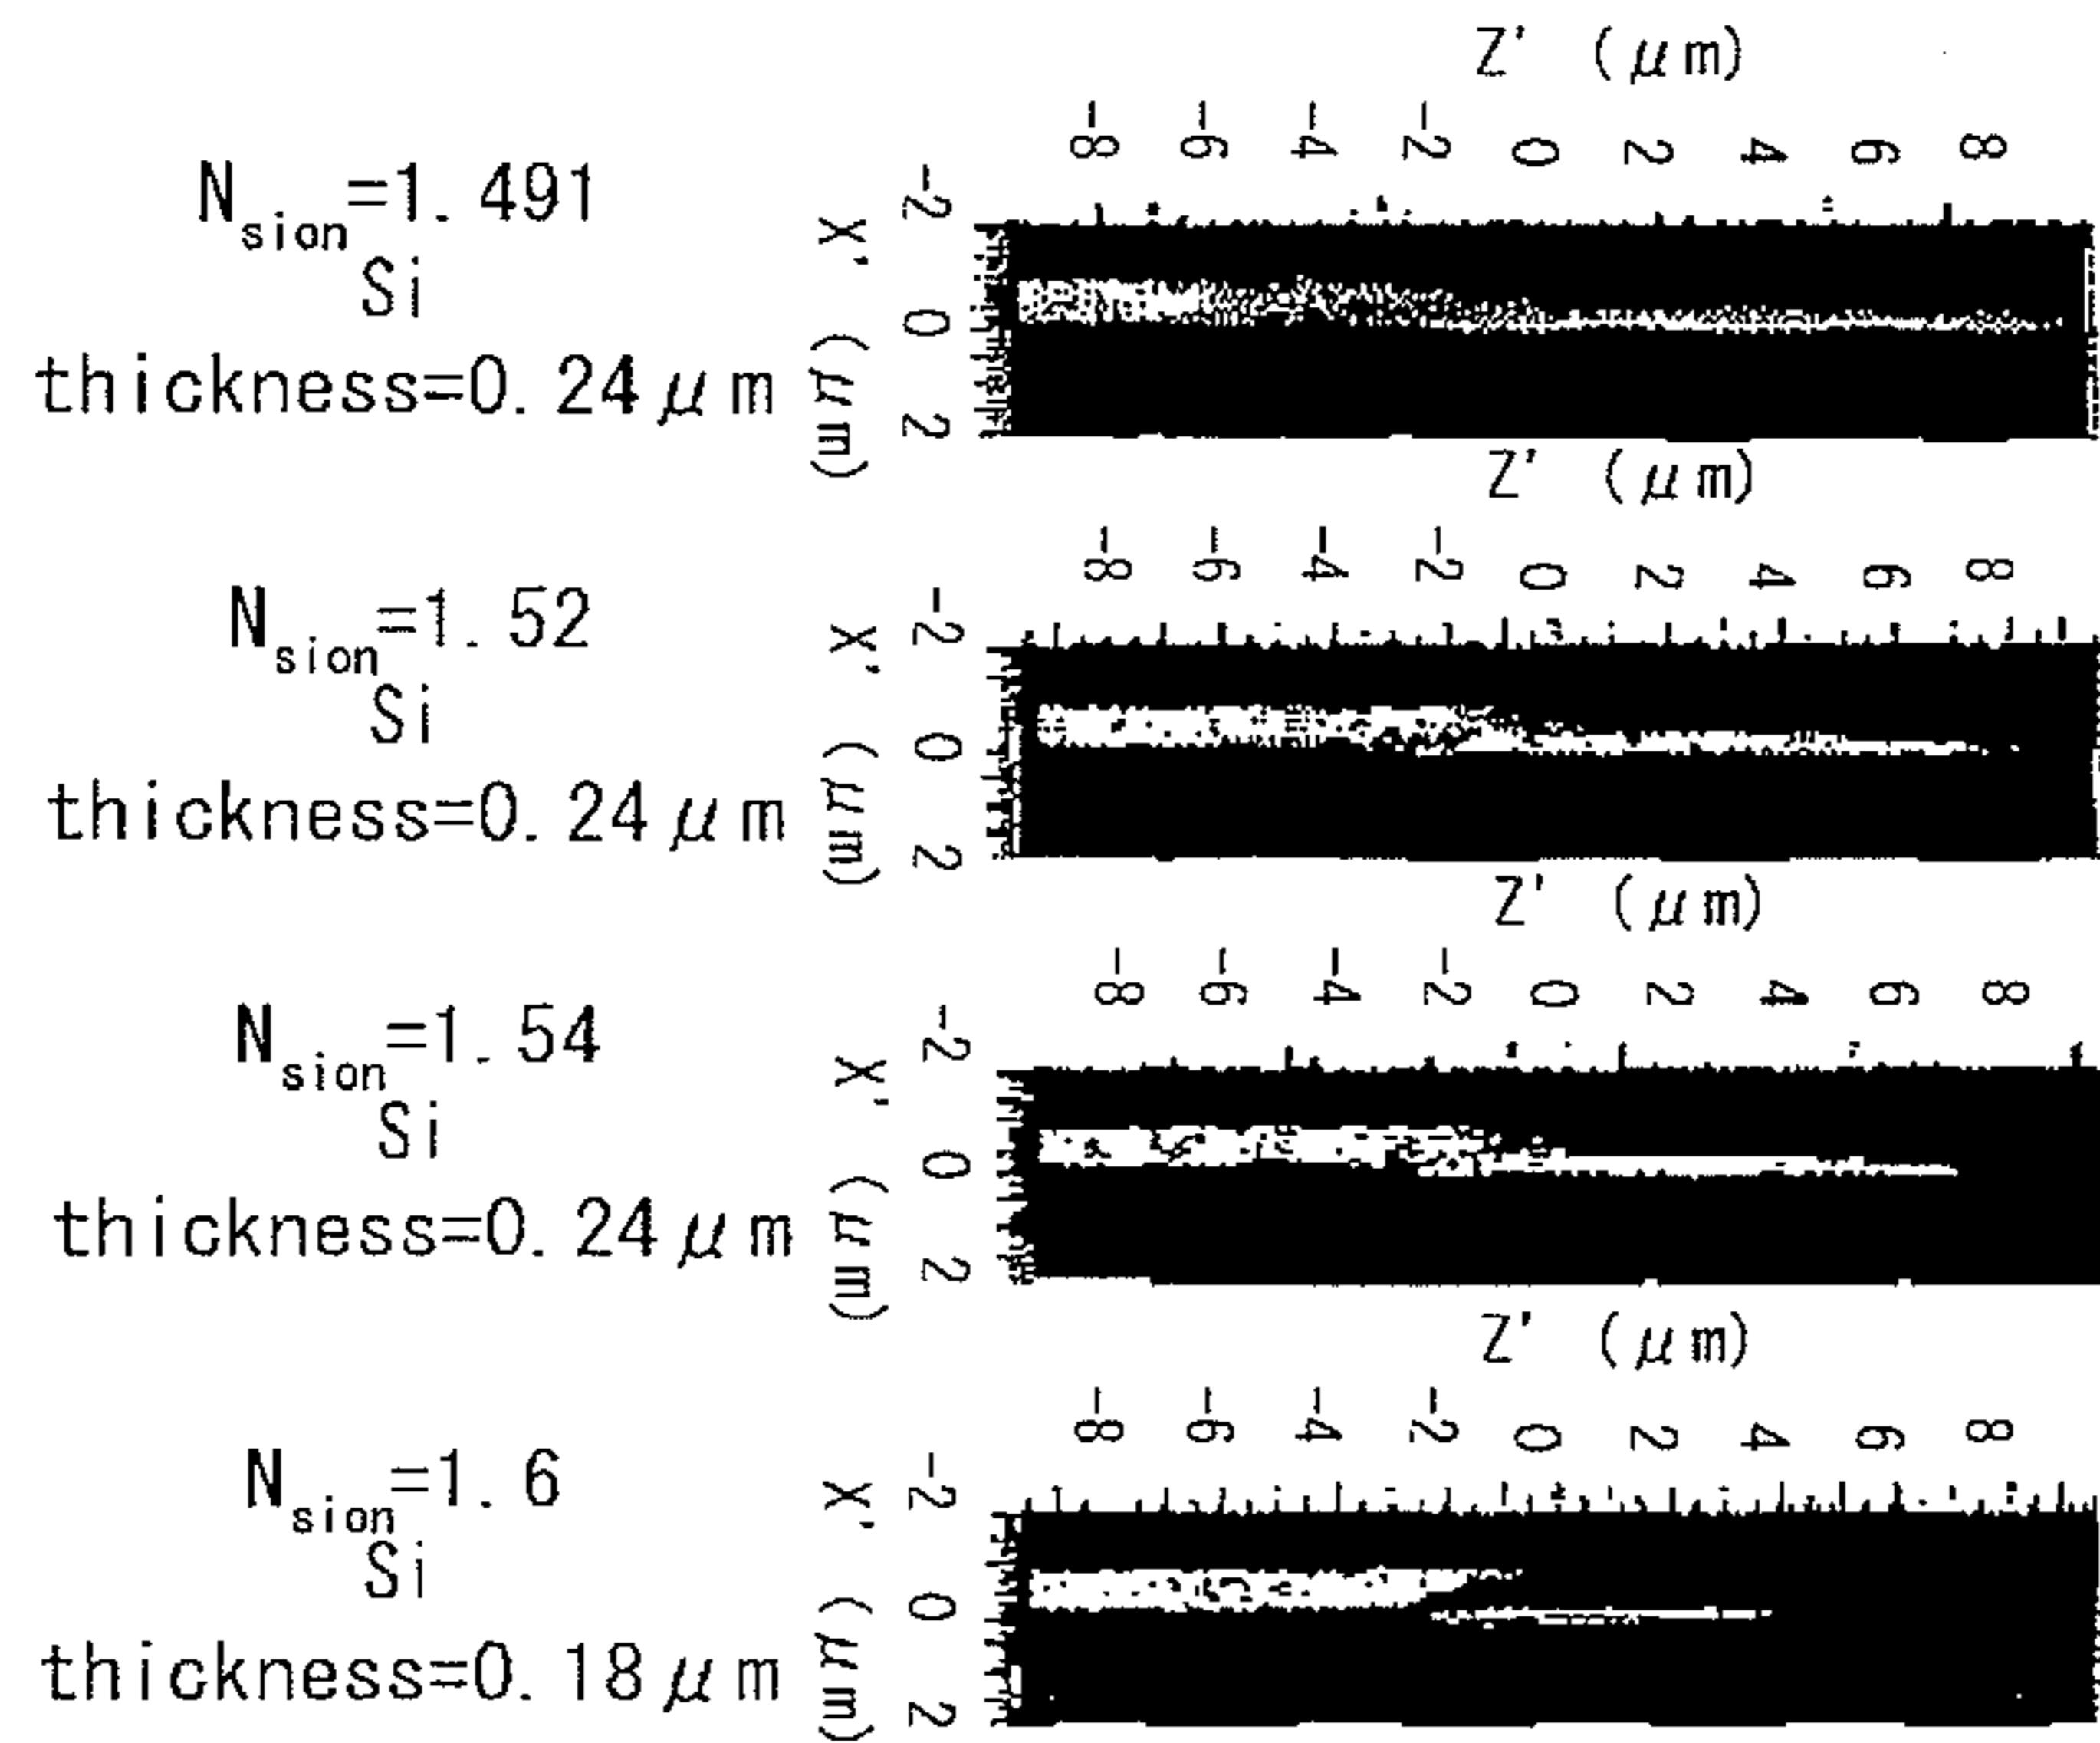 Z' (μm)
-8 -6 -4 -2 0 2 4 6 8
N_sion=1.491
Si
thickness=0.24μm
X' (μm)
-2 0 2
Z' (μm)
-8 -6 -4 -2 0 2 4 6 8
N_sion=1.52
Si
thickness=0.24μm
X' (μm)
-2 0 2
Z' (μm)
-8 -6 -4 -2 0 2 4 6 8
N_sion=1.54
Si
thickness=0.24μm
X' (μm)
-2 0 2
Z' (μm)
-8 -6 -4 -2 0 2 4 6 8
N_sion=1.6
Si
thickness=0.18μm
X' (μm)
-2 0 2